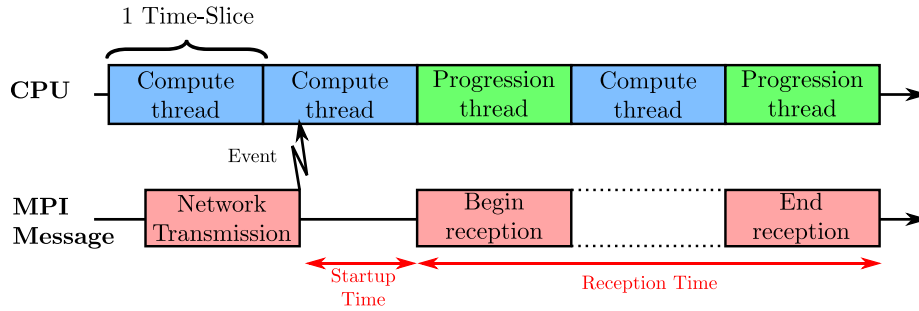 1 Time-Slice
CPU
Compute
thread
Compute
thread
Progression
thread
Compute
thread
Progression
thread
Event
MPI
Message
Network
Transmission
Begin
reception
End
reception
Startup
Time
Reception Time